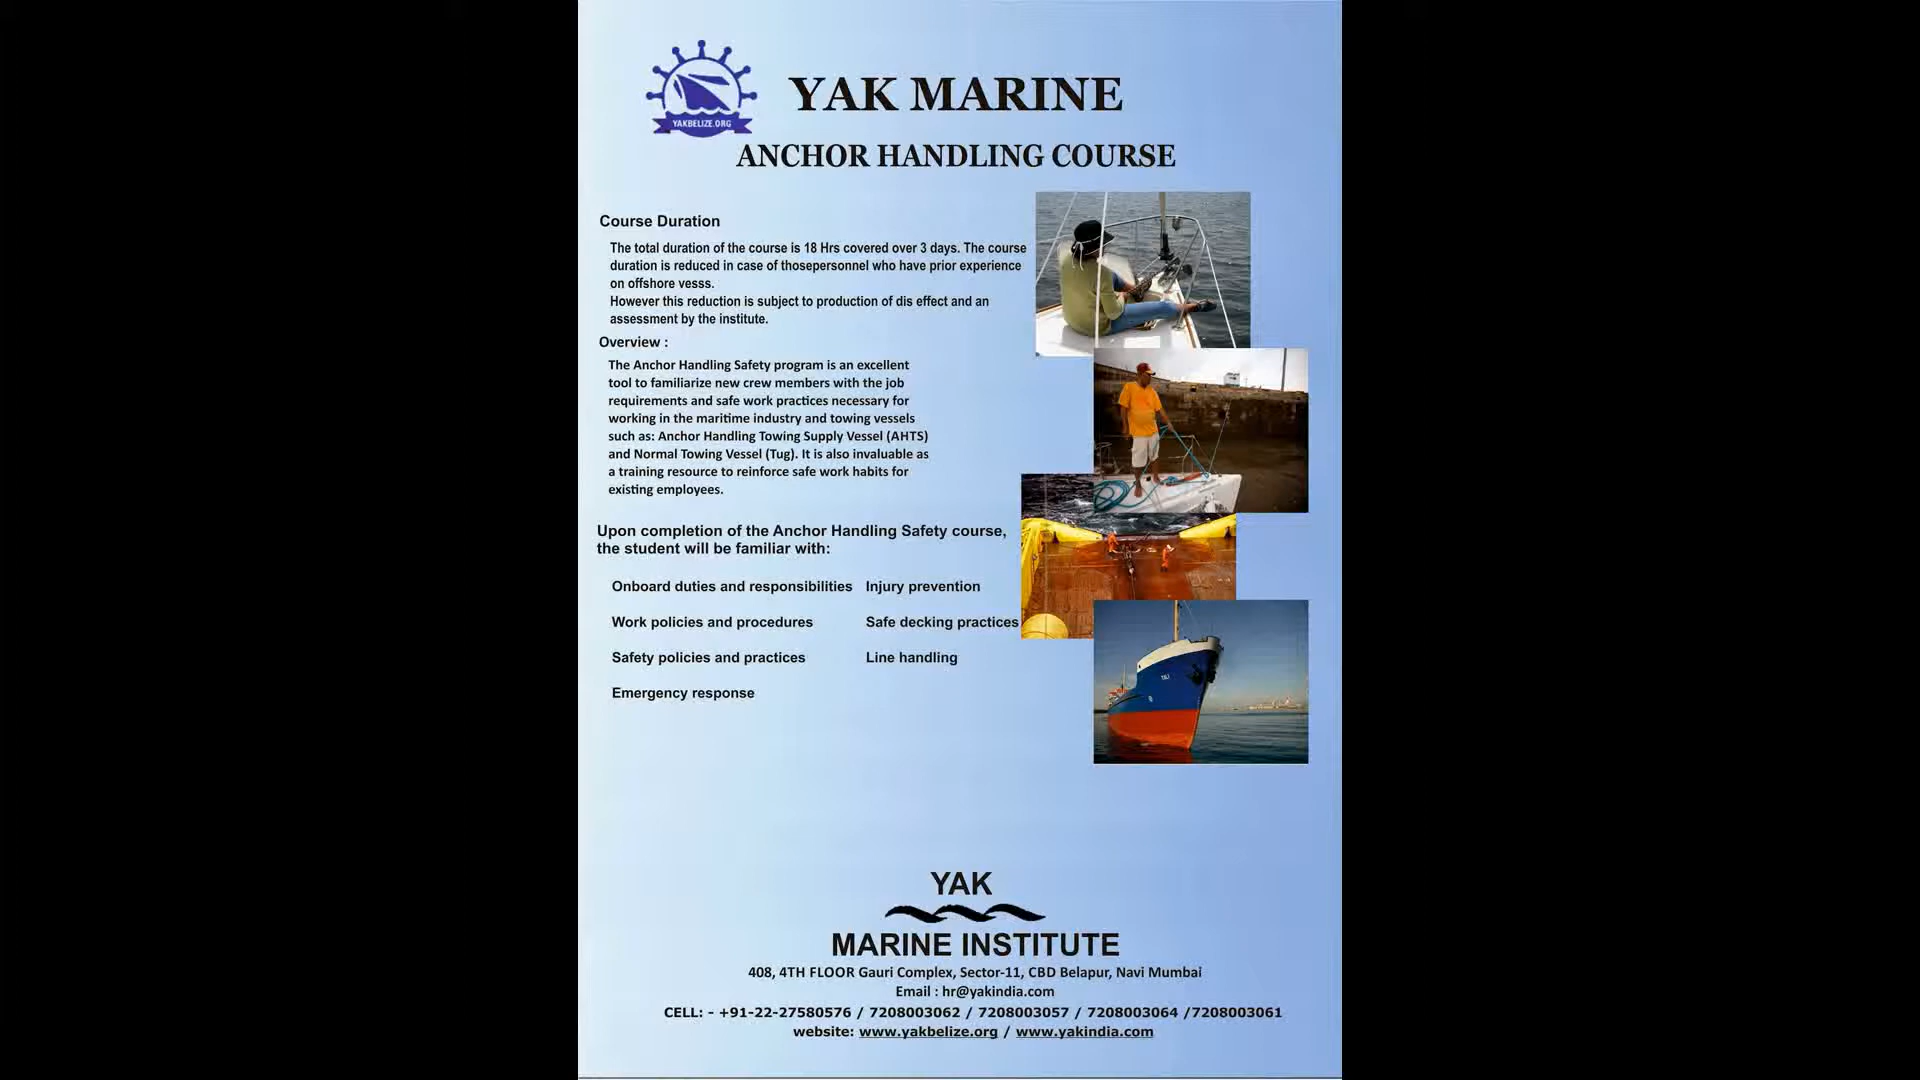 YAKBELIZE.ORG
YAK MARINE
ANCHOR HANDLING COURSE
Course Duration
The total duration of the course is 18 Hrs covered over 3 days. The course
duration is reduced in case of thosepersonnel who have prior experience
on offshore vesss.
However this reduction is subject to production of dis effect and an
assessment by the institute.
Overview :
The Anchor Handling Safety program is an excellent
tool to familiarize new crew members with the job
requirements and safe work practices necessary for
working in the maritime industry and towing vessels
such as: Anchor Handling Towing Supply Vessel (AHTS)
and Normal Towing Vessel (Tug). It is also invaluable as
a training resource to reinforce safe work habits for
existing employees.
Upon completion of the Anchor Handling Safety course,
the student will be familiar with:
Onboard duties and responsibilities Injury prevention
Work policies and procedures Safe decking practices
Safety policies and practices Line handling
Emergency response
YAK
MARINE INSTITUTE
408, 4TH FLOOR Gauri Complex, Sector-11, CBD Belapur, Navi Mumbai
Email : hr@yakindia.com
CELL: - +91-22-27580576 / 7208003062 / 7208003057 / 7208003064 /7208003061
website: www.yakbelize.org / www.yakindia.com